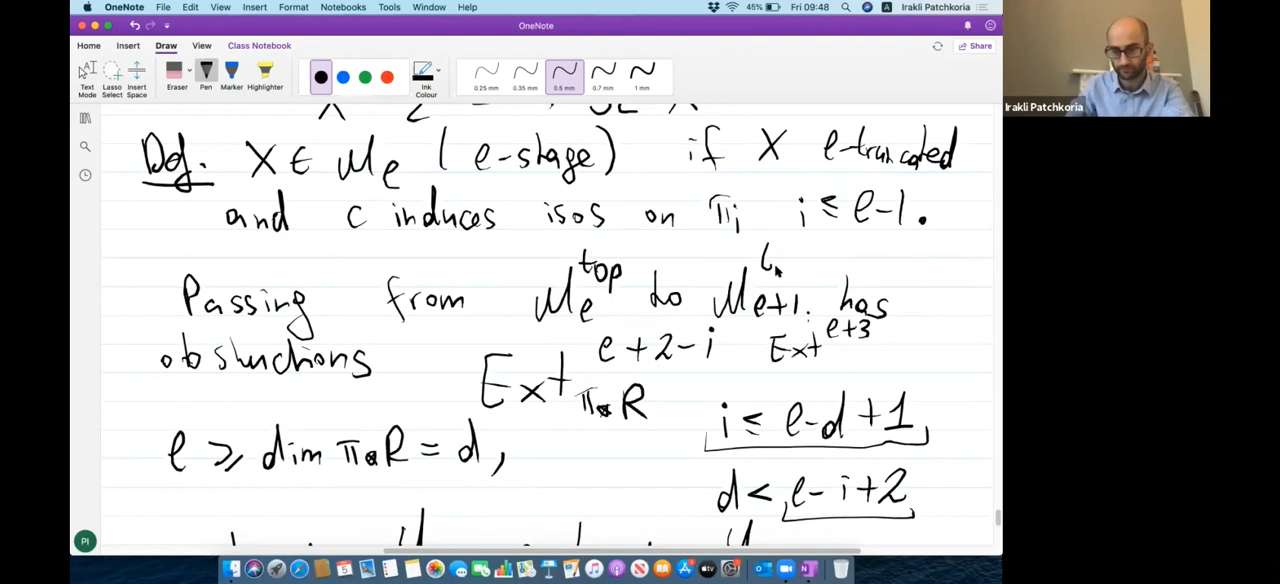 OneNote File Edit View Insert Format Notebooks Tools Window Help 45% Fri 09:48 A Irakli Patchkoria
OneNote
Home Insert Draw View Class Notebook Share
Text Mode Lasso Select Insert Space Eraser Pen Marker Highlighter Ink Colour 0.25 mm 0.35 mm 0.5 mm 0.7 mm 1 mm
Irakli Patchkoria
Def. X ∈ M_e (e-stage) if X e-truncated
and c induces isos on π_i i ≤ e-1.
Passing from M_e^top to M_e+1. has
obstructions Ext^e+2-i_π•R Ext^e+3
i ≤ e-d+1
e ≥ dim π•R = d,
d < e-i+2
PI